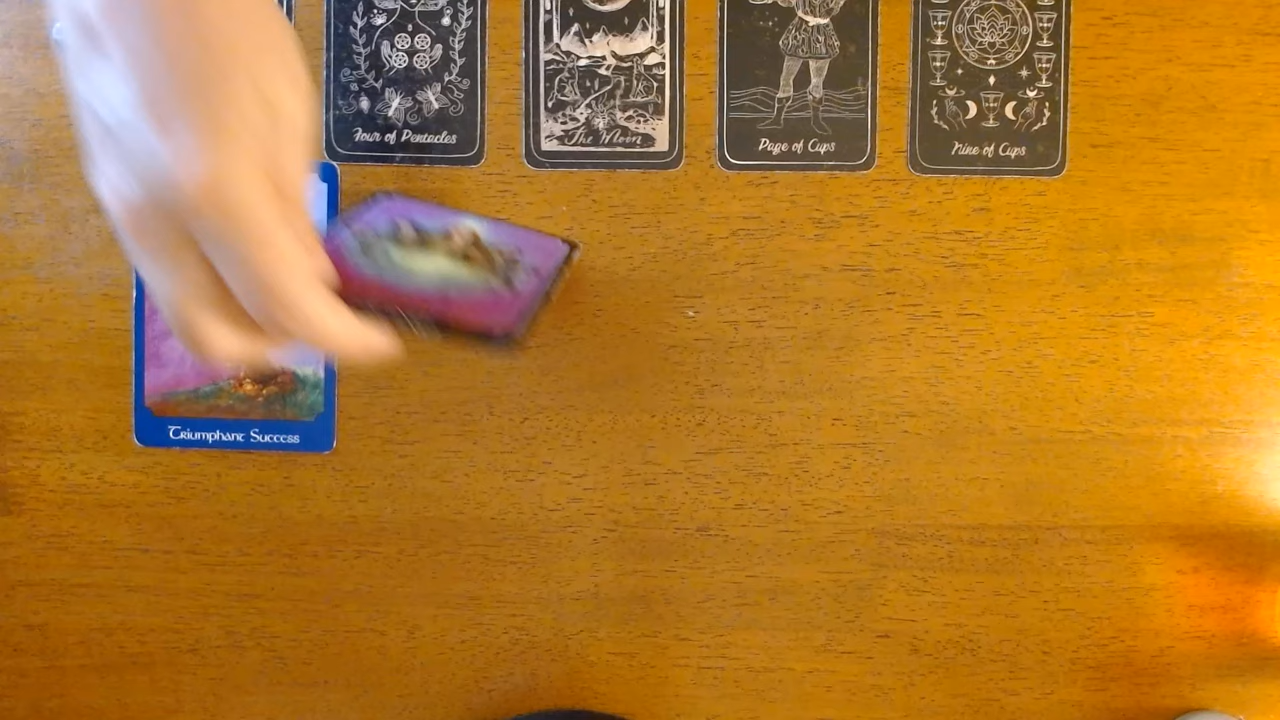 Four of Pentacles
The Moon
Page of Cups
Nine of Cups
Triumphant Success